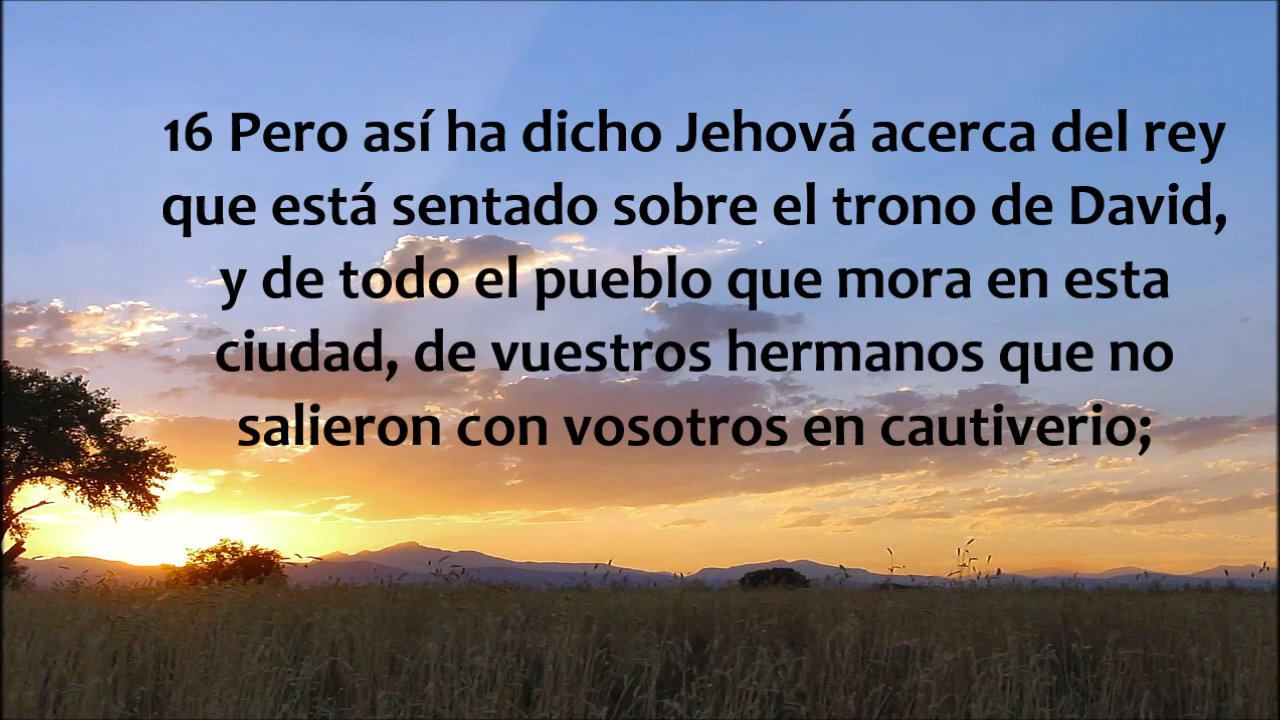 16 Pero así ha dicho Jehová acerca del rey
que está sentado sobre el trono de David,
y de todo el pueblo que mora en esta
ciudad, de vuestros hermanos que no
salieron con vosotros en cautiverio;